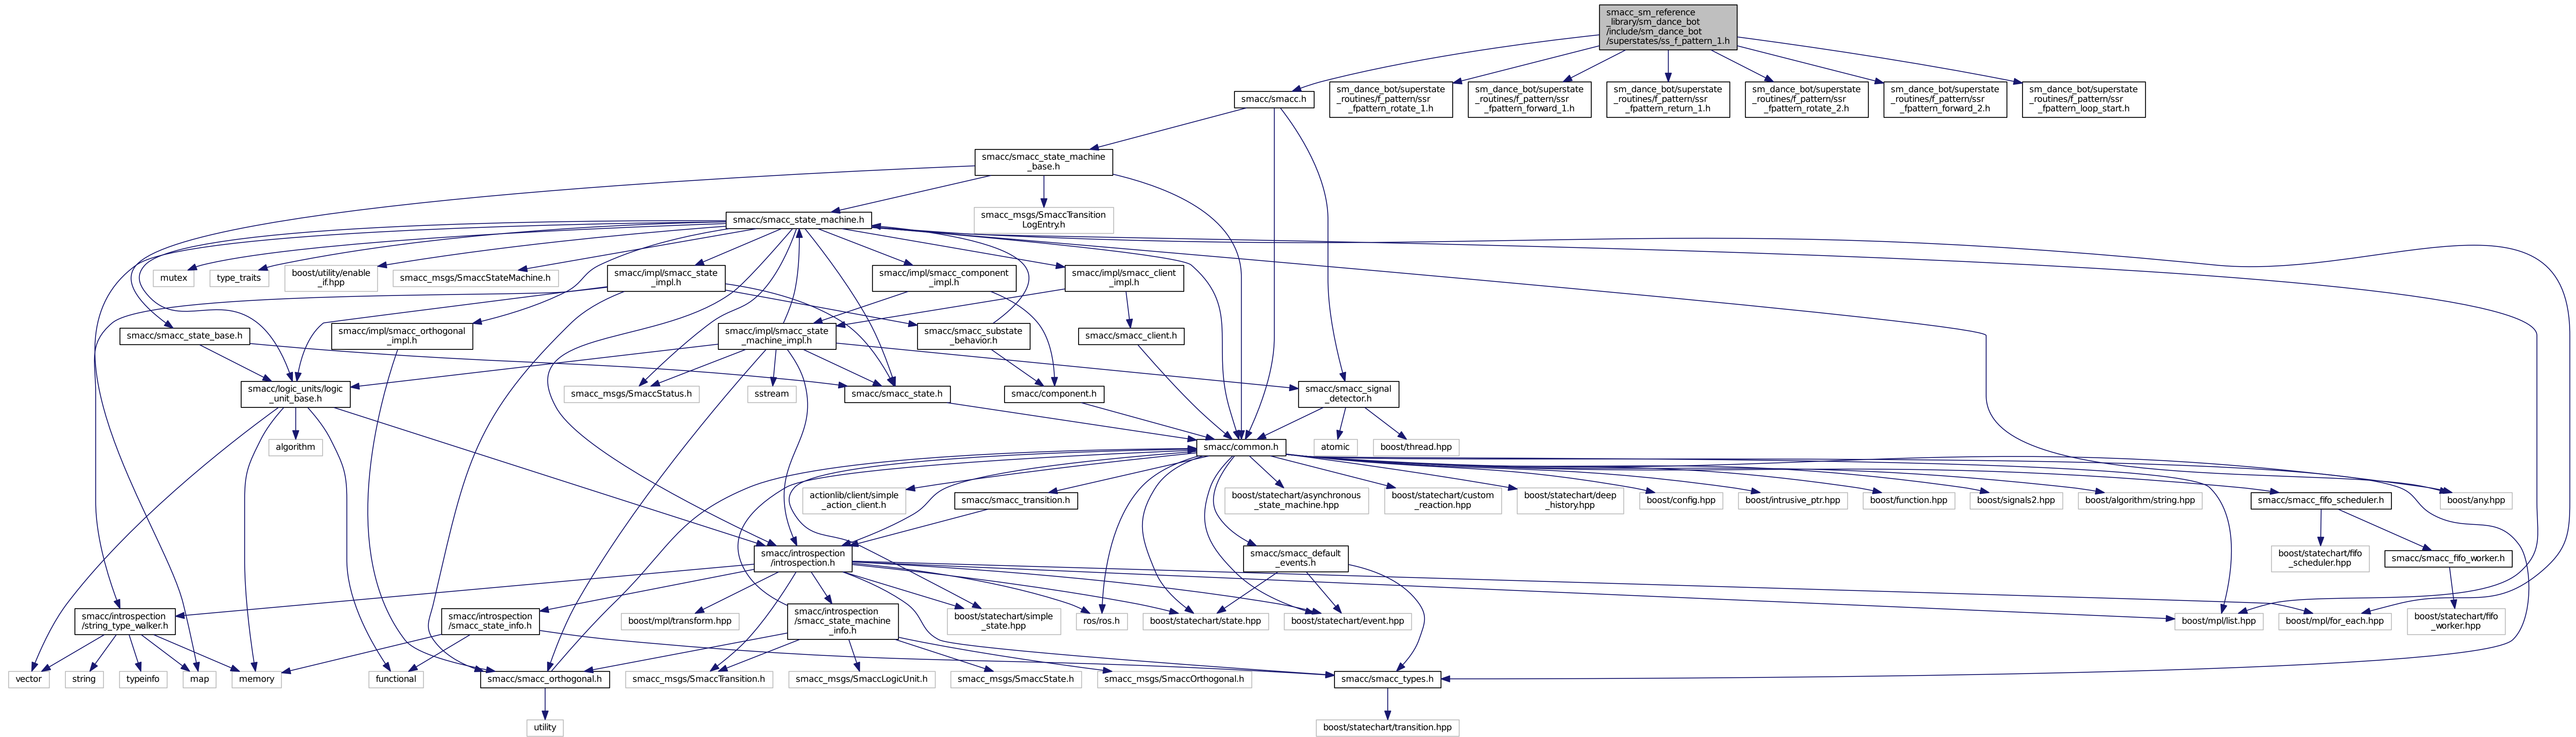 smacc_sm_reference
_library/sm_dance_bot
/include/sm_dance_bot
/superstates/ss_f_pattern_1.h
smacc/smacc.h
sm_dance_bot/superstate
_routines/f_pattern/ssr
_fpattern_rotate_1.h
sm_dance_bot/superstate
_routines/f_pattern/ssr
_fpattern_forward_1.h
sm_dance_bot/superstate
_routines/f_pattern/ssr
_fpattern_return_1.h
sm_dance_bot/superstate
_routines/f_pattern/ssr
_fpattern_rotate_2.h
sm_dance_bot/superstate
_routines/f_pattern/ssr
_fpattern_forward_2.h
sm_dance_bot/superstate
_routines/f_pattern/ssr
_fpattern_loop_start.h
smacc/smacc_state_machine
_base.h
smacc/smacc_state_machine.h
smacc_msgs/SmaccTransition
LogEntry.h
mutex
type_traits
boost/utility/enable
_if.hpp
smacc_msgs/SmaccStateMachine.h
smacc/impl/smacc_state
_impl.h
smacc/impl/smacc_component
_impl.h
smacc/impl/smacc_client
_impl.h
smacc/smacc_state_base.h
smacc/impl/smacc_orthogonal
_impl.h
smacc/impl/smacc_state
_machine_impl.h
smacc/smacc_substate
_behavior.h
smacc/smacc_client.h
smacc/logic_units/logic
_unit_base.h
smacc_msgs/SmaccStatus.h
sstream
smacc/smacc_state.h
smacc/component.h
smacc/smacc_signal
_detector.h
algorithm
smacc/common.h
atomic
boost/thread.hpp
actionlib/client/simple
_action_client.h
smacc/smacc_transition.h
boost/statechart/asynchronous
_state_machine.hpp
boost/statechart/custom
_reaction.hpp
boost/statechart/deep
_history.hpp
boost/config.hpp
boost/intrusive_ptr.hpp
boost/function.hpp
boost/signals2.hpp
boost/algorithm/string.hpp
smacc/smacc_fifo_scheduler.h
boost/any.hpp
smacc/introspection
/introspection.h
smacc/smacc_default
_events.h
boost/statechart/fifo
_scheduler.hpp
smacc/smacc_fifo_worker.h
smacc/introspection
/string_type_walker.h
smacc/introspection
/smacc_state_info.h
boost/mpl/transform.hpp
smacc/introspection
/smacc_state_machine
_info.h
boost/statechart/simple
_state.hpp
ros/ros.h
boost/statechart/state.hpp
boost/statechart/event.hpp
boost/mpl/list.hpp
boost/mpl/for_each.hpp
boost/statechart/fifo
_worker.hpp
vector
string
typeinfo
map
memory
functional
smacc/smacc_orthogonal.h
smacc_msgs/SmaccTransition.h
smacc_msgs/SmaccLogicUnit.h
smacc_msgs/SmaccState.h
smacc_msgs/SmaccOrthogonal.h
smacc/smacc_types.h
utility
boost/statechart/transition.hpp